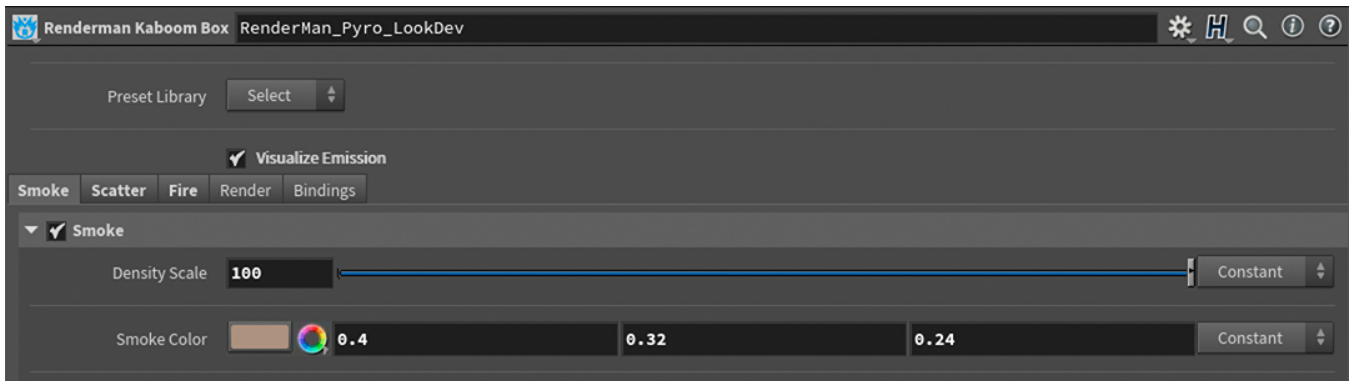 Renderman Kaboom Box RenderMan_Pyro_LookDev
Preset Library Select
Visualize Emission
Smoke Scatter Fire Render Bindings
Smoke
Density Scale 100 Constant
Smoke Color 0.4 0.32 0.24 Constant